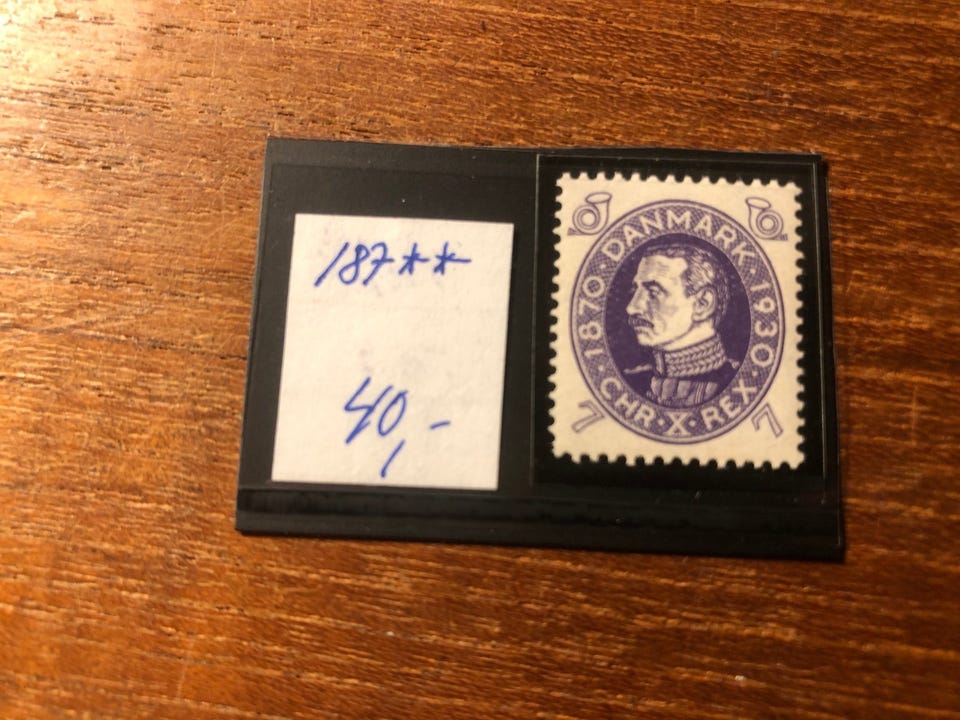 187**
40,-
DANMARK
1870 · 1930
CHR · X · REX
7 7